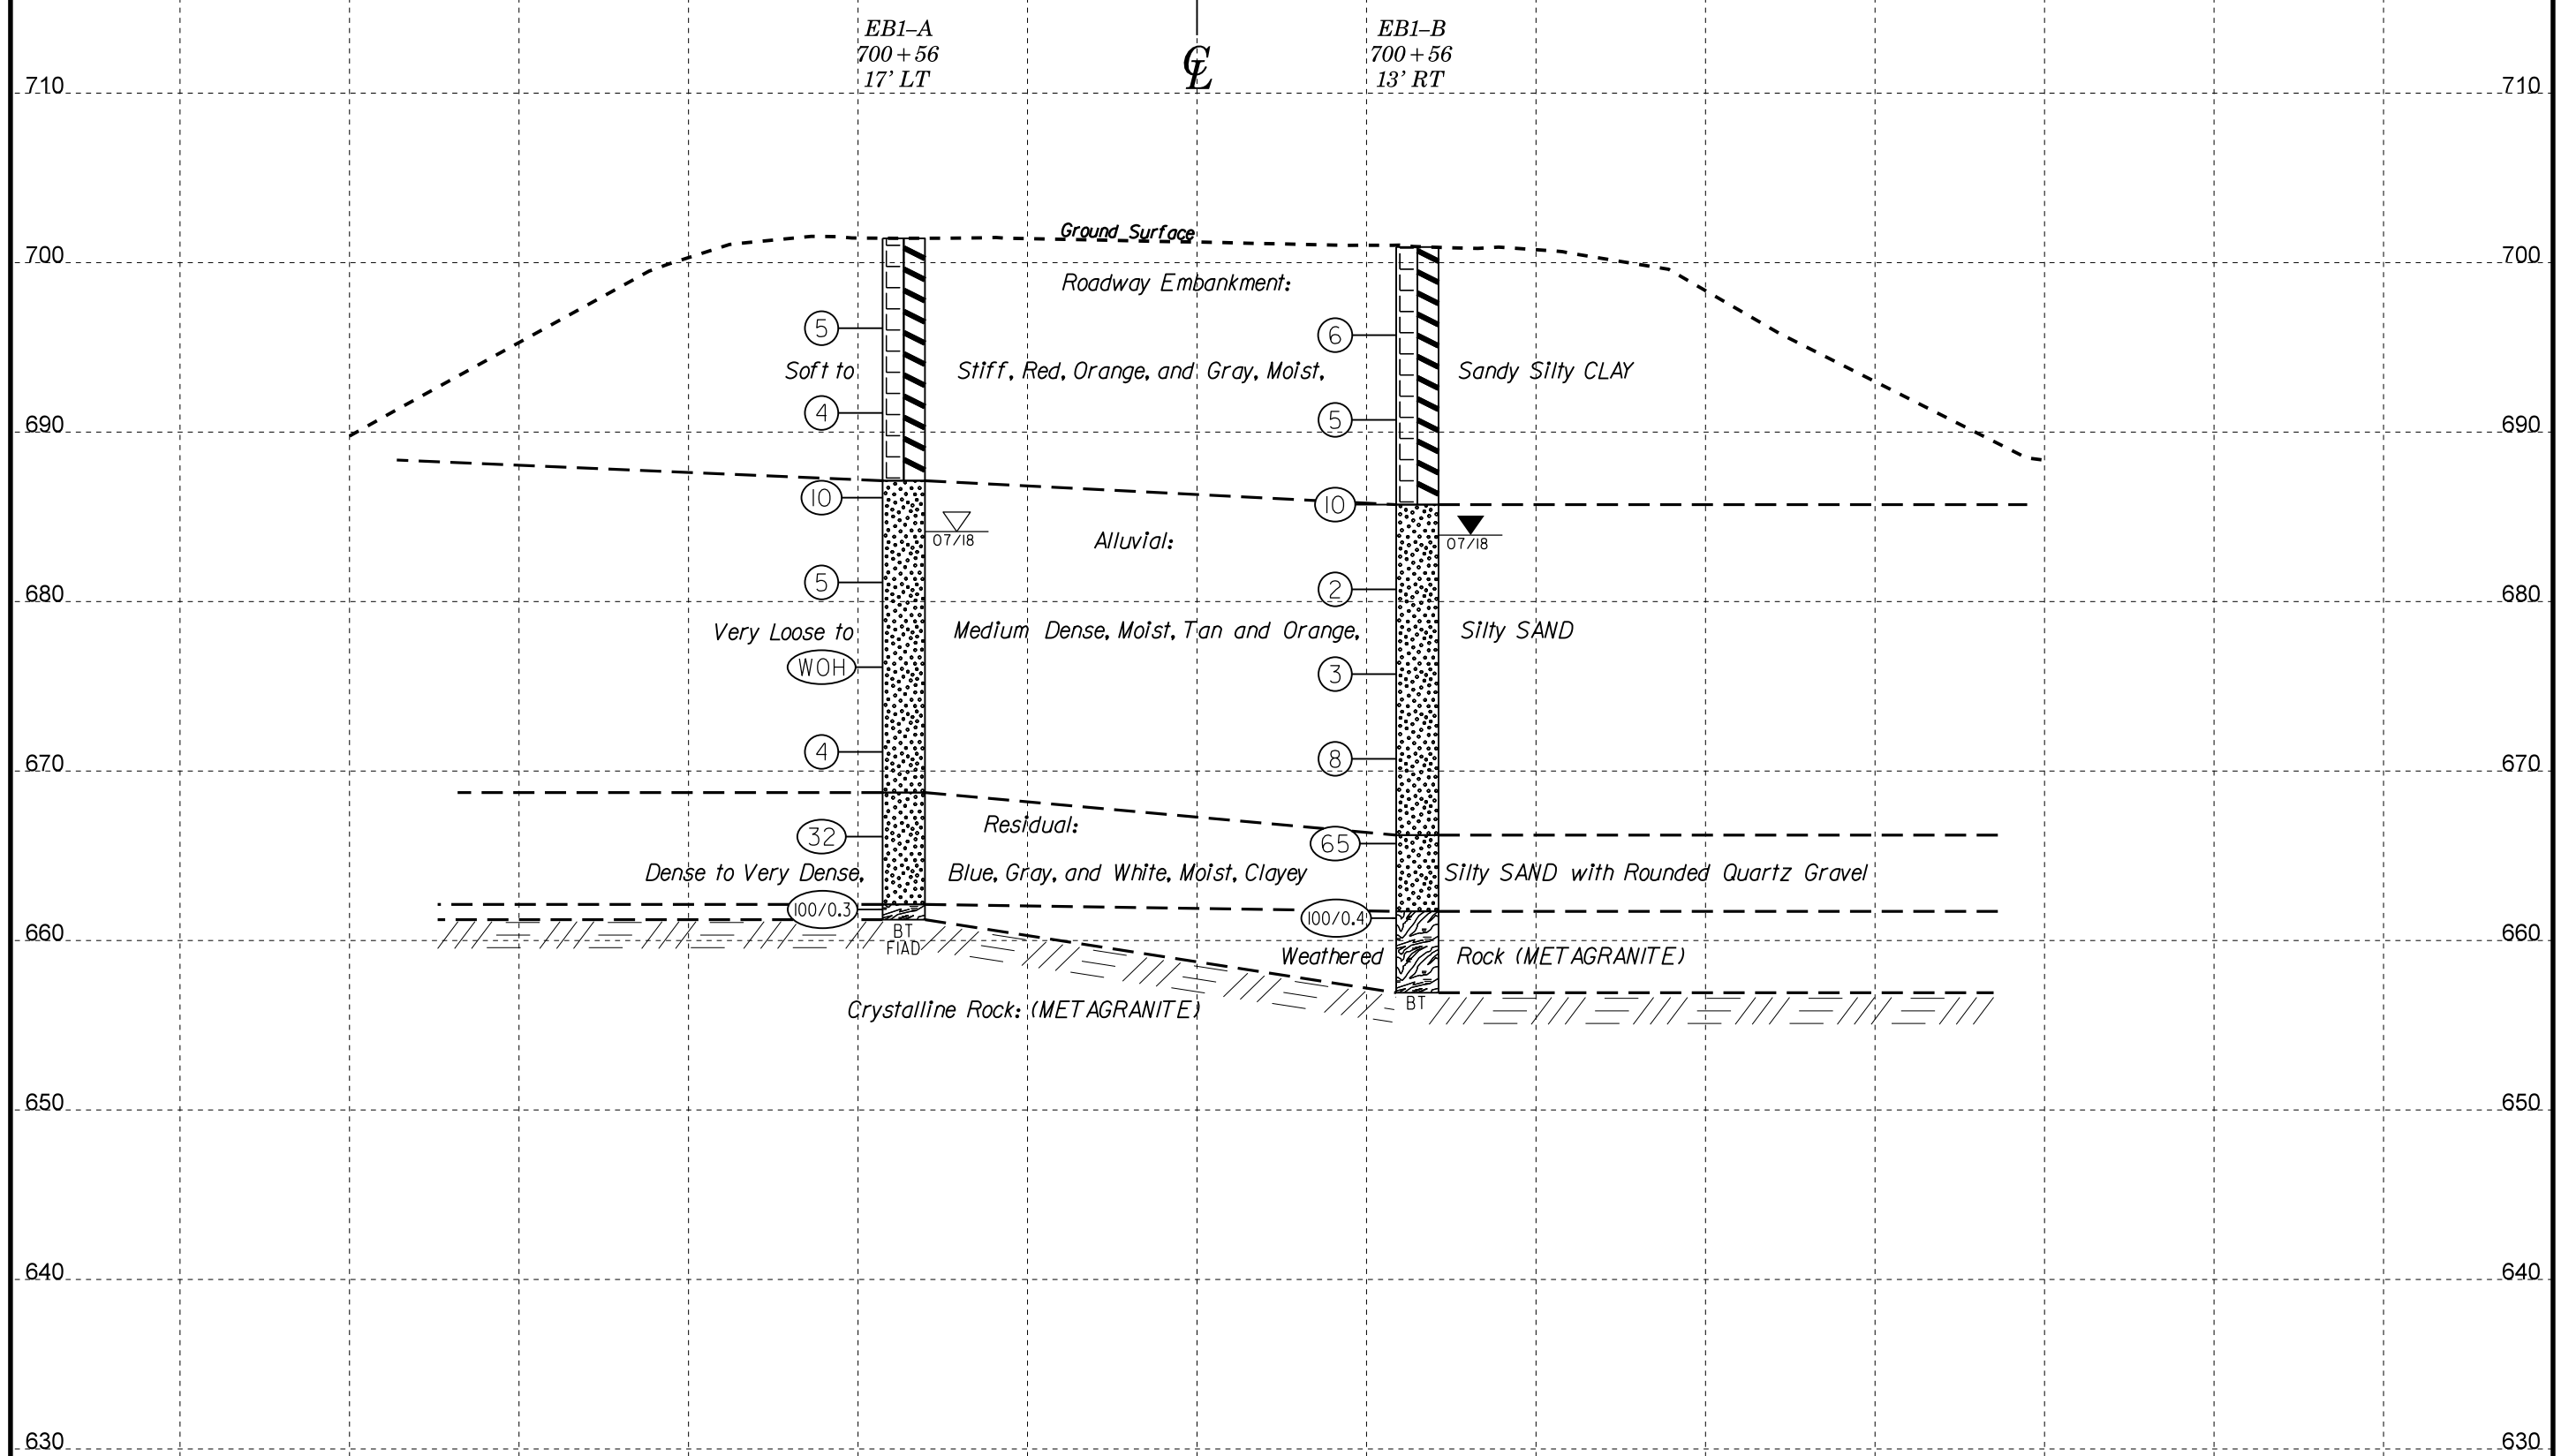 EB1–A
700+56
17' LT
℄
EB1–B
700+56
13' RT
710 710
Ground Surface
700 700
Roadway Embankment:
5 6
Soft to Stiff, Red, Orange, and Gray, Moist, Sandy Silty CLAY
4 5
690 690
10 10
07/18 07/18
Alluvial:
5 2
680 680
Very Loose to Medium Dense, Moist, Tan and Orange, Silty SAND
WOH 3
4 8
670 670
Residual:
32 65
Dense to Very Dense, Blue, Gray, and White, Moist, Clayey Silty SAND with Rounded Quartz Gravel
100/0.3 100/0.4
660 660
BT
FIAD
Weathered Rock (METAGRANITE)
BT
Crystalline Rock: (METAGRANITE)
650 650
640 640
630 630